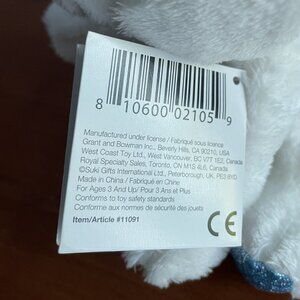 8 10600 02105 9
Manufactured under license / Fabriqué sous licence
Grant and Bowman Inc., Beverly Hills, CA 90210, USA
West Coast Toy Ltd., West Vancouver, BC V7T 1E2, Canada
Royal Specialty Sales, Toronto, ON M1S 4L6, Canada
©Suki Gifts International Ltd, Peterborough, UK, PE3 8YD
Made in China / Fabriqué en Chine
For Ages 3 And Up/ Pour 3 Ans et Plus
Conforms to toy safety standards
Conforme aux normes de sécurité des jouets
Item/Article #11091
CE